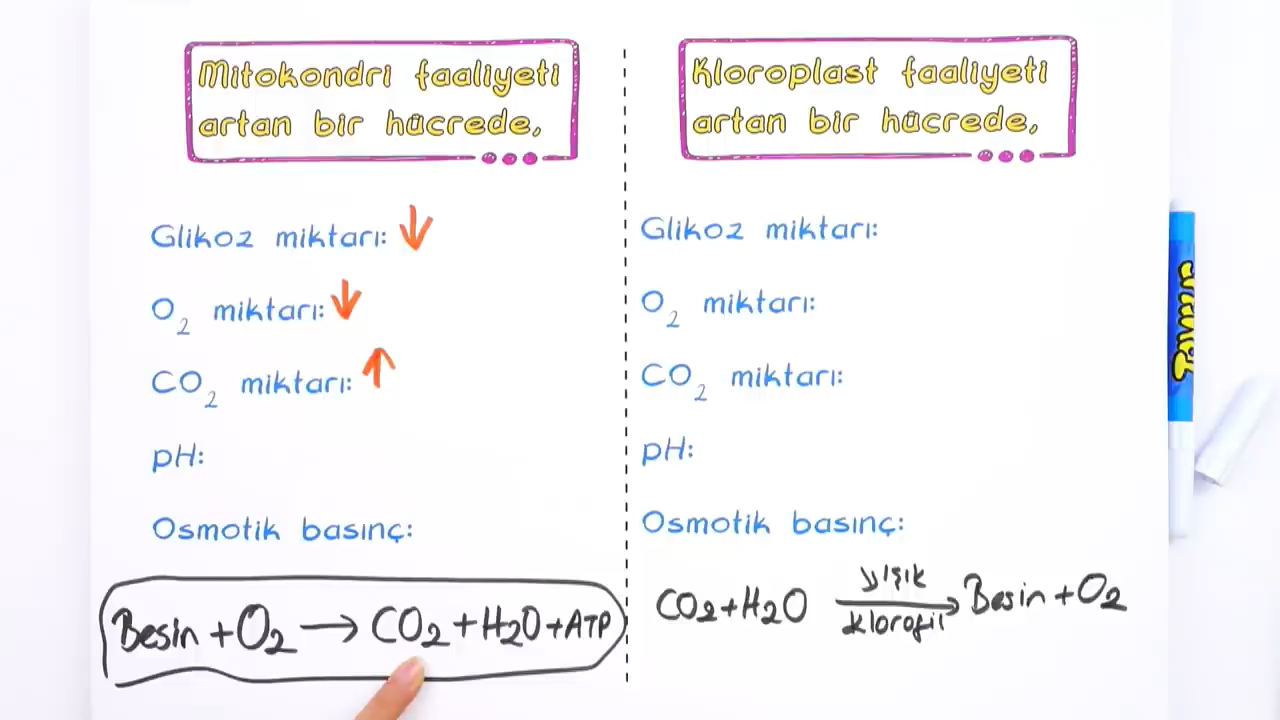 Mitokondri faaliyeti
artan bir hücrede,
Glikoz miktarı: ↓
O₂ miktarı: ↓
CO₂ miktarı: ↑
pH:
Osmotik basınç:
Besin + O₂ → CO₂ + H₂O + ATP
Kloroplast faaliyeti
artan bir hücrede,
Glikoz miktarı:
O₂ miktarı:
CO₂ miktarı:
pH:
Osmotik basınç:
ışık
CO₂ + H₂O → Besin + O₂
klorofil